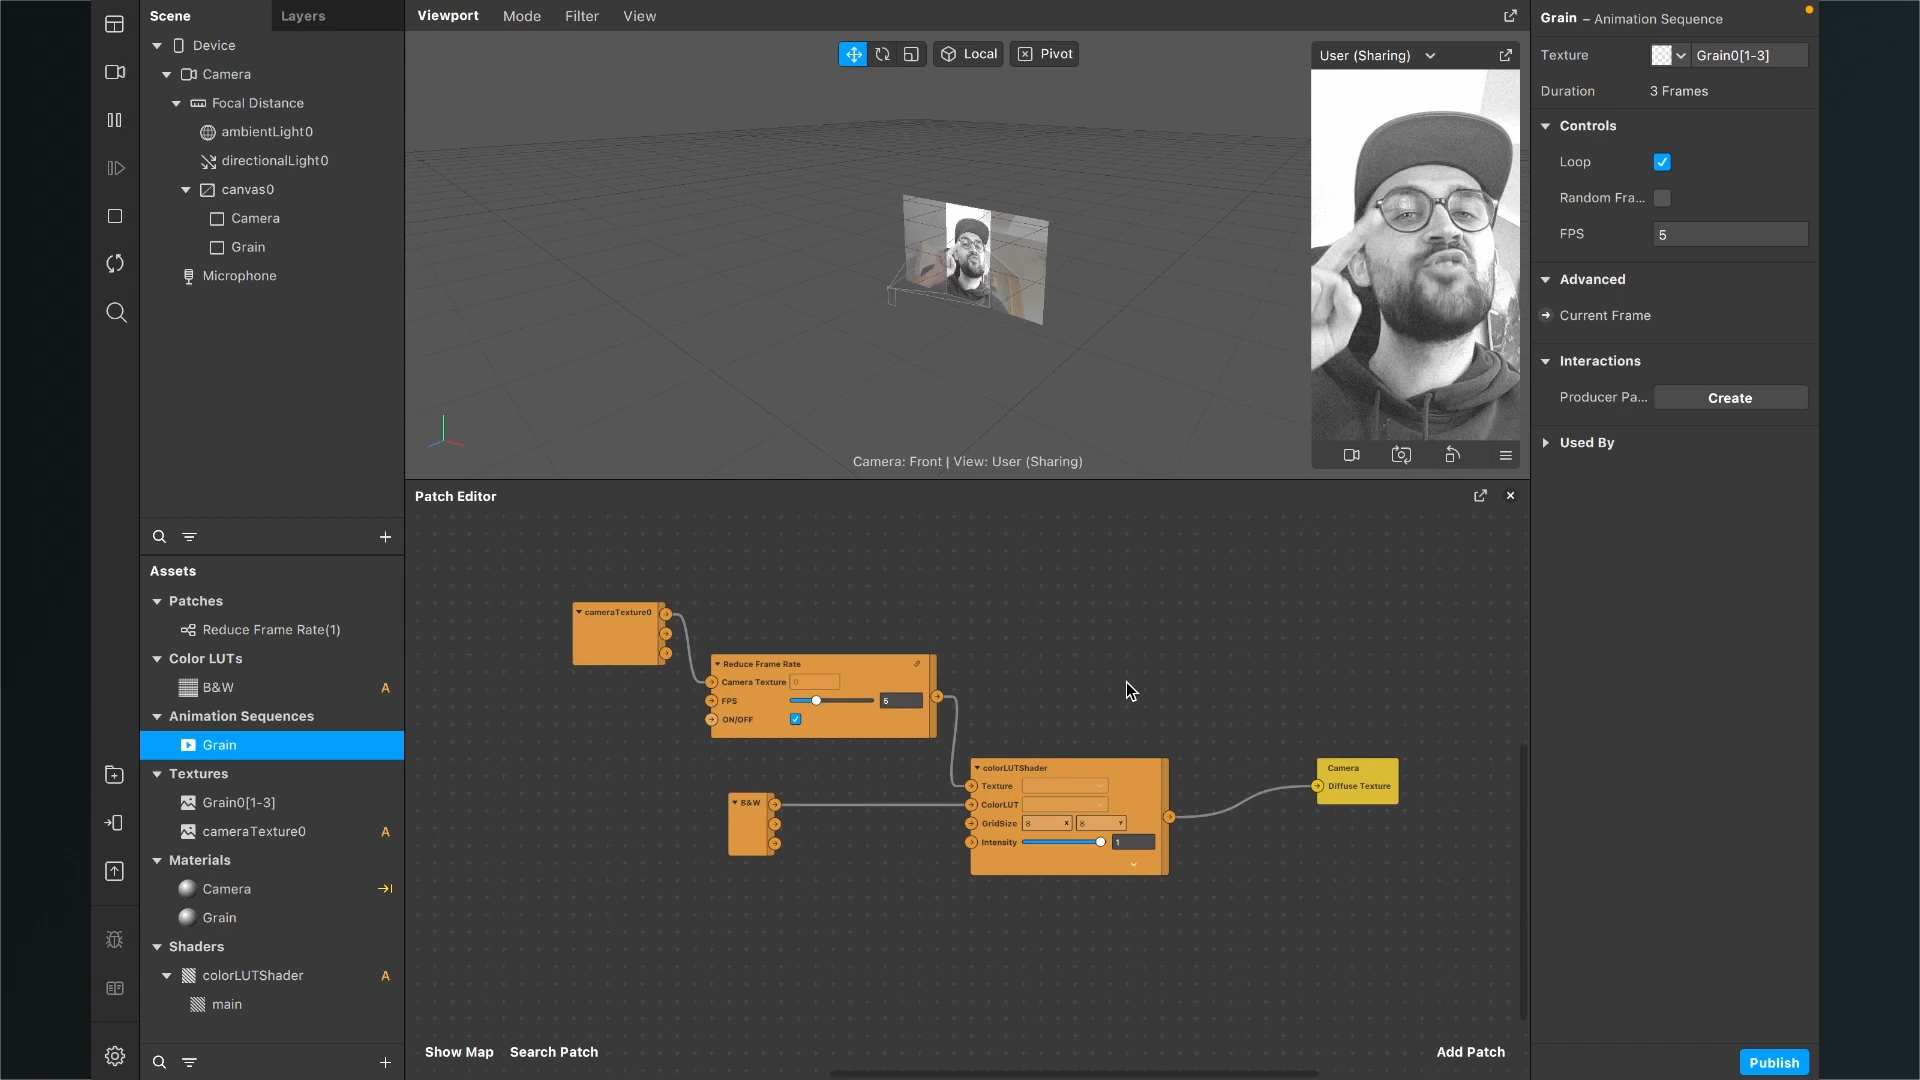 Scene
Layers
Device
Camera
Focal Distance
ambientLight0
directionalLight0
canvas0
Camera
Grain
Microphone
Assets
Patches
Reduce Frame Rate(1)
Color LUTs
B&W A
Animation Sequences
Grain
Textures
Grain0[1-3]
cameraTexture0 A
Materials
Camera
Grain
Shaders
colorLUTShader A
main
Viewport Mode Filter View
Local Pivot
User (Sharing)
Camera: Front | View: User (Sharing)
Patch Editor
cameraTexture0
Reduce Frame Rate
Camera Texture 0
FPS 5
ON/OFF
B&W
colorLUTShader
Texture
ColorLUT
GridSize 8 X 8 Y
Intensity 1
Camera
Diffuse Texture
Show Map Search Patch
Add Patch
Grain – Animation Sequence
Texture Grain0[1-3]
Duration 3 Frames
Controls
Loop
Random Fra...
FPS 5
Advanced
Current Frame
Interactions
Producer Pa... Create
Used By
Publish